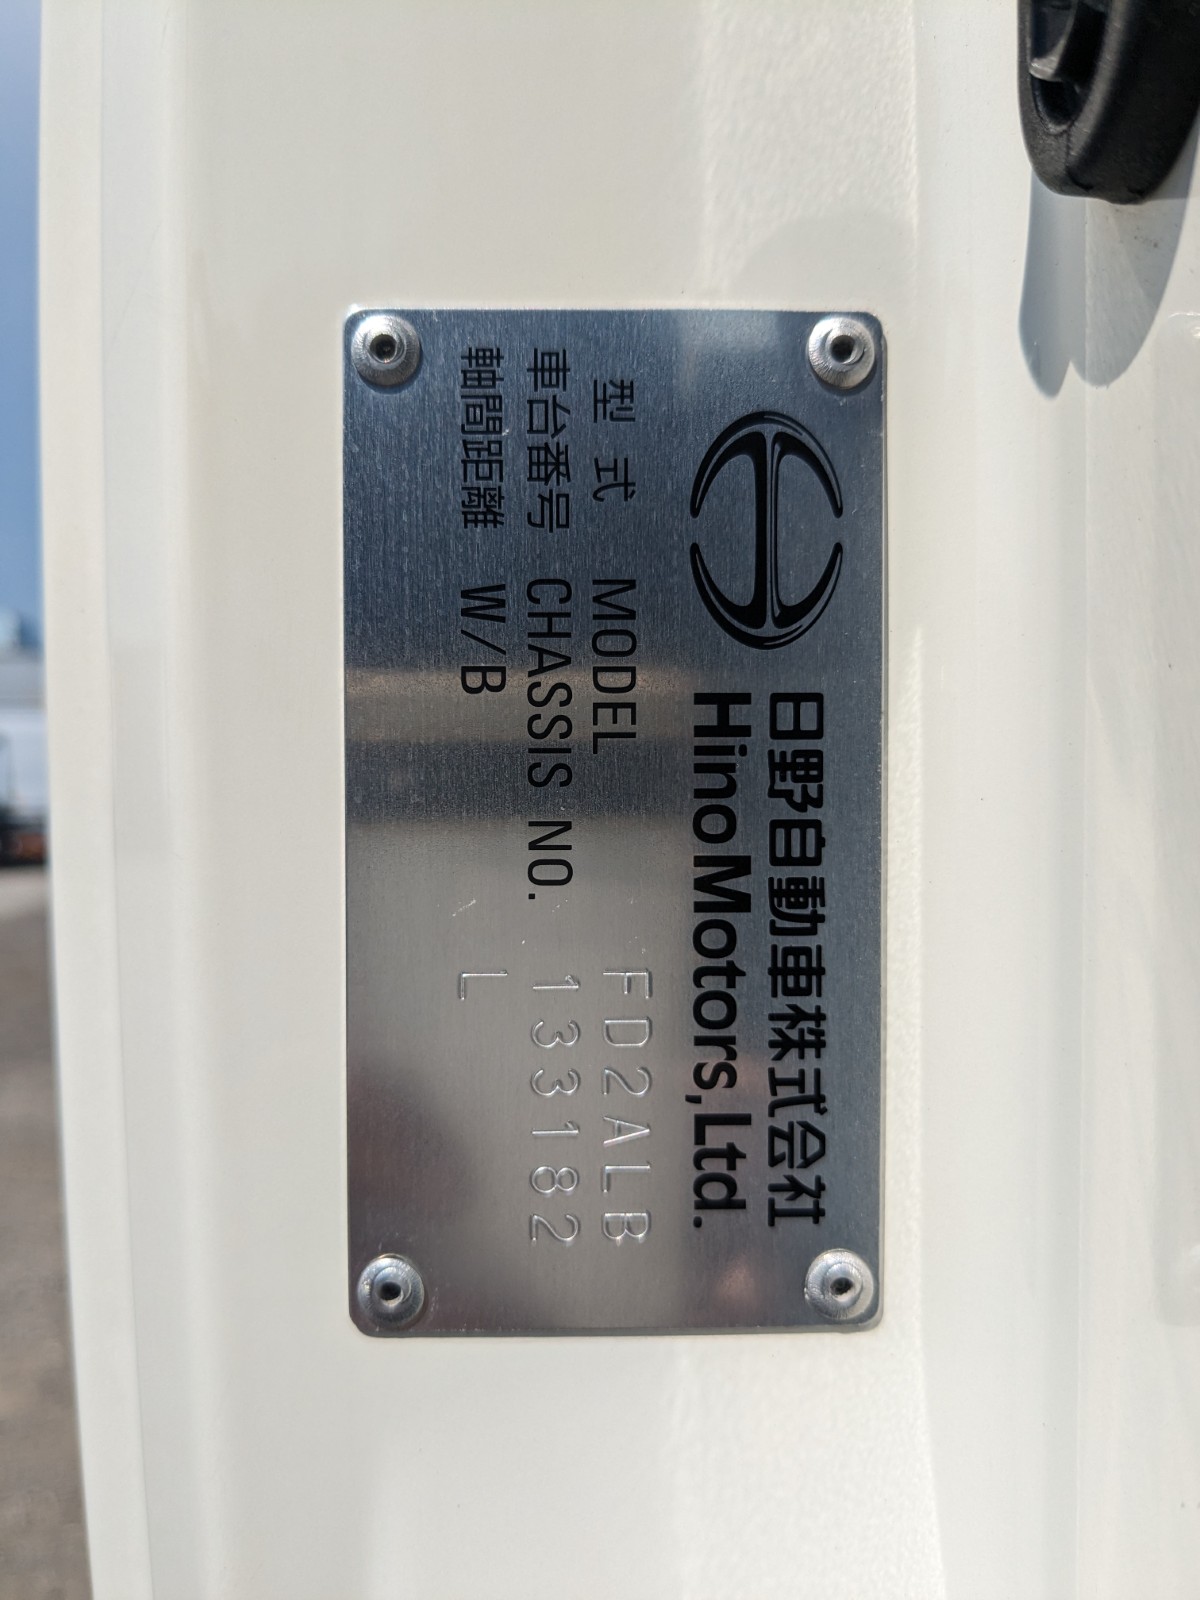 日野自動車株式会社
Hino Motors, Ltd.
型式 MODEL FD2ALB
車台番号 CHASSIS NO. 133182
軸間距離 W/B L